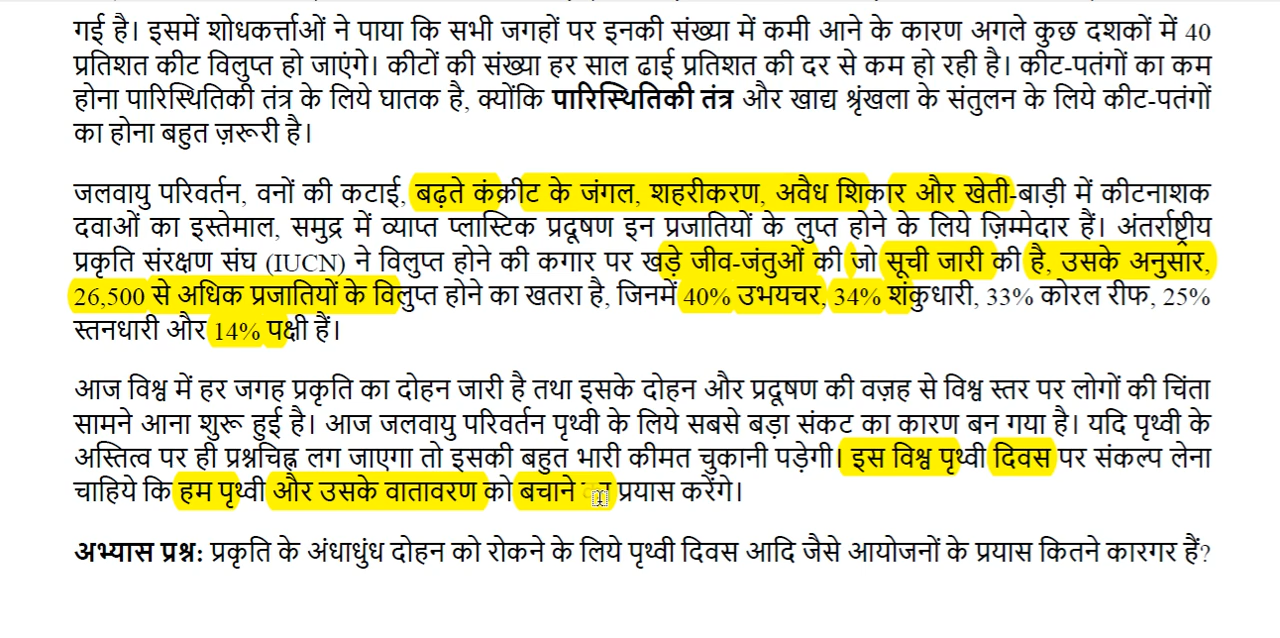 गई है। इसमें शोधकर्त्ताओं ने पाया कि सभी जगहों पर इनकी संख्या में कमी आने के कारण अगले कुछ दशकों में 40
प्रतिशत कीट विलुप्त हो जाएंगे। कीटों की संख्या हर साल ढाई प्रतिशत की दर से कम हो रही है। कीट-पतंगों का कम
होना पारिस्थितिकी तंत्र के लिये घातक है, क्योंकि पारिस्थितिकी तंत्र और खाद्य श्रृंखला के संतुलन के लिये कीट-पतंगों
का होना बहुत ज़रूरी है।
जलवायु परिवर्तन, वनों की कटाई, बढ़ते कंक्रीट के जंगल, शहरीकरण, अवैध शिकार और खेती-बाड़ी में कीटनाशक
दवाओं का इस्तेमाल, समुद्र में व्याप्त प्लास्टिक प्रदूषण इन प्रजातियों के लुप्त होने के लिये ज़िम्मेदार हैं। अंतर्राष्ट्रीय
प्रकृति संरक्षण संघ (IUCN) ने विलुप्त होने की कगार पर खड़े जीव-जंतुओं की जो सूची जारी की है, उसके अनुसार,
26,500 से अधिक प्रजातियों के विलुप्त होने का खतरा है, जिनमें 40% उभयचर, 34% शंकुधारी, 33% कोरल रीफ, 25%
स्तनधारी और 14% पक्षी हैं।
आज विश्व में हर जगह प्रकृति का दोहन जारी है तथा इसके दोहन और प्रदूषण की वज़ह से विश्व स्तर पर लोगों की चिंता
सामने आना शुरू हुई है। आज जलवायु परिवर्तन पृथ्वी के लिये सबसे बड़ा संकट का कारण बन गया है। यदि पृथ्वी के
अस्तित्व पर ही प्रश्नचिह्न लग जाएगा तो इसकी बहुत भारी कीमत चुकानी पड़ेगी। इस विश्व पृथ्वी दिवस पर संकल्प लेना
चाहिये कि हम पृथ्वी और उसके वातावरण को बचाने का प्रयास करेंगे।
अभ्यास प्रश्न: प्रकृति के अंधाधुंध दोहन को रोकने के लिये पृथ्वी दिवस आदि जैसे आयोजनों के प्रयास कितने कारगर हैं?